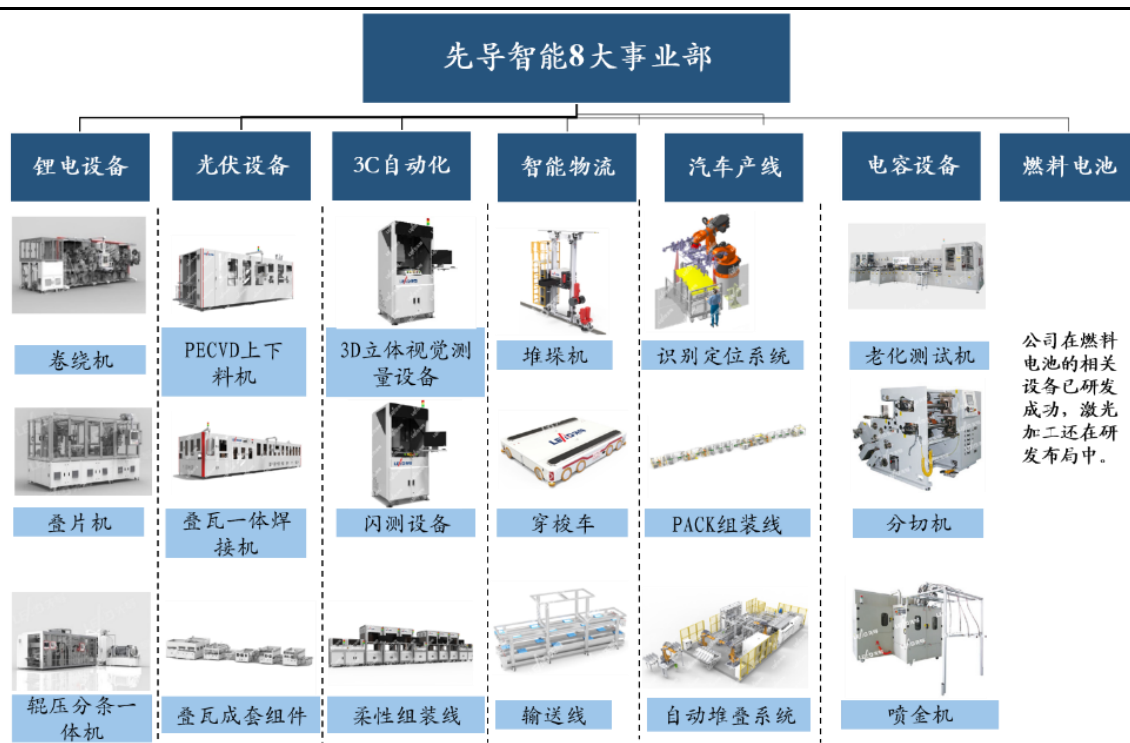 先导智能8大事业部
锂电设备
光伏设备
3C自动化
智能物流
汽车产线
电容设备
燃料电池
卷绕机
PECVD上下
料机
3D立体视觉测
量设备
堆垛机
识别定位系统
老化测试机
公司在燃料
电池的相关
设备已研发
成功，激光
加工还在研
发布局中。
叠片机
叠瓦一体焊
接机
闪测设备
穿梭车
PACK组装线
分切机
辊压分条一
体机
叠瓦成套组件
柔性组装线
输送线
自动堆叠系统
喷金机